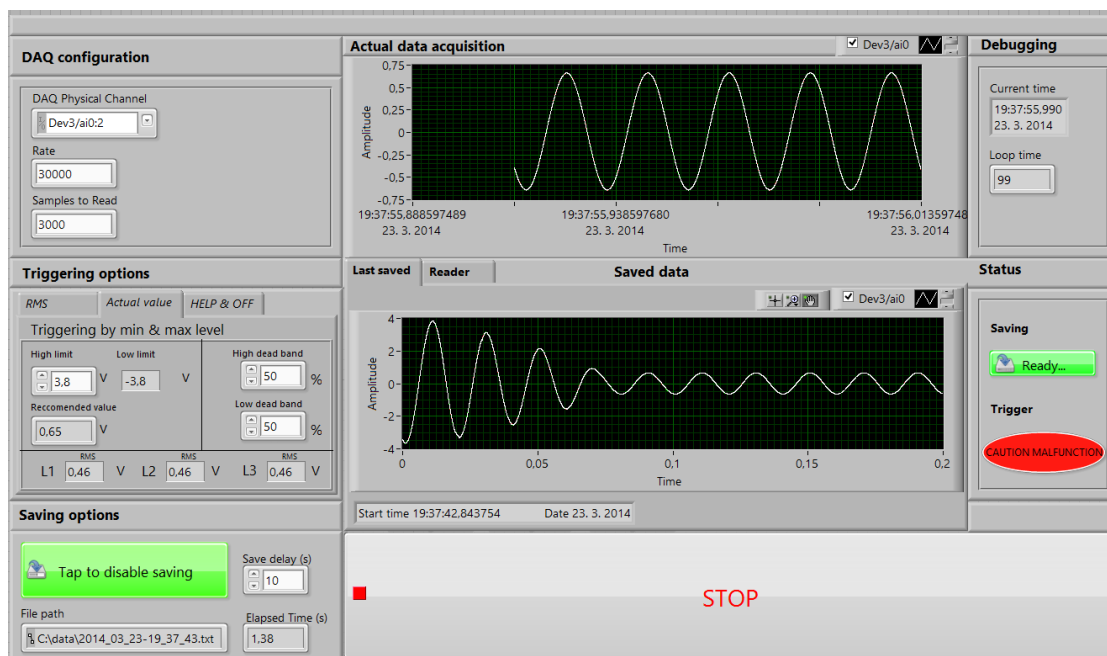 DAQ configuration
DAQ Physical Channel
Dev3/ai0:2
Rate
30000
Samples to Read
3000
Actual data acquisition
Dev3/ai0
Amplitude
0,75
0,5
0,25
0
-0,25
-0,5
-0,75
19:37:55,888597489
23. 3. 2014
19:37:55,938597680
23. 3. 2014
19:37:56,01359748
23. 3. 2014
Time
Debugging
Current time
19:37:55,990
23. 3. 2014
Loop time
99
Triggering options
RMS Actual value HELP & OFF
Triggering by min & max level
High limit Low limit
3,8 V -3,8 V
Reccomended value
0,65 V
High dead band
50 %
Low dead band
50 %
RMS RMS RMS
L1 0,46 V L2 0,46 V L3 0,46 V
Last saved Reader Saved data
Dev3/ai0
Amplitude
4
2
0
-2
-4
0 0,05 0,1 0,15 0,2
Time
Start time 19:37:42,843754 Date 23. 3. 2014
Status
Saving
Ready...
Trigger
CAUTION MALFUNCTION
Saving options
Tap to disable saving
Save delay (s)
10
File path
C:\data\2014_03_23-19_37_43.txt
Elapsed Time (s)
1,38
STOP